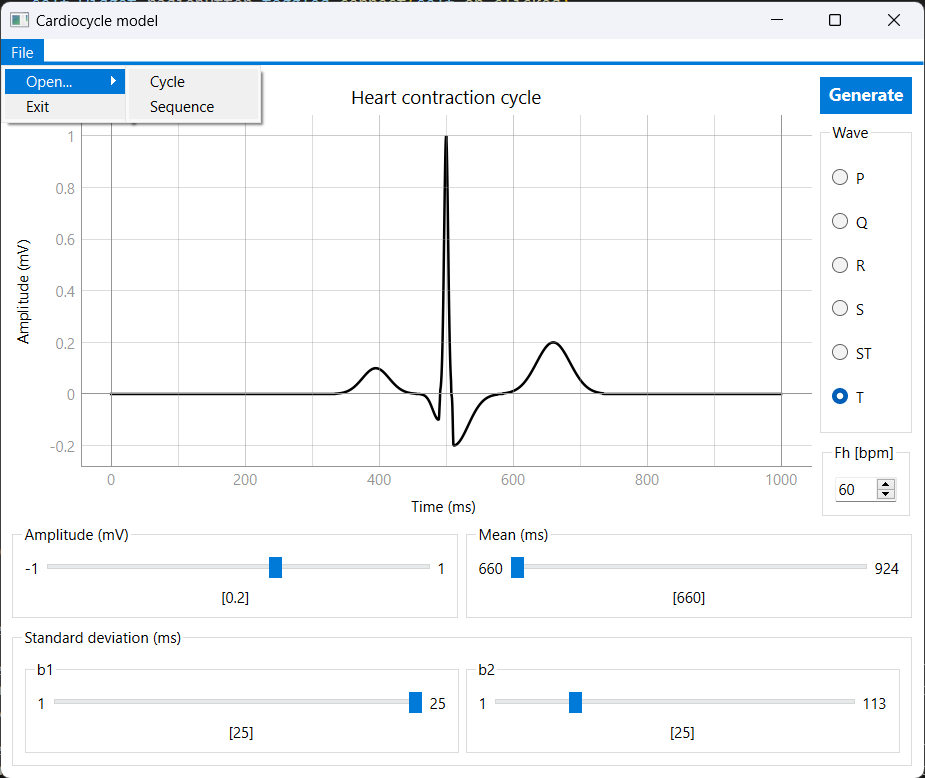 Cardiocycle model
File
Open...
Exit
Cycle
Sequence
Heart contraction cycle
Generate
Wave
P
Q
R
S
ST
T
Fh [bpm]
60
Amplitude (mV)
1
0.8
0.6
0.4
0.2
0
-0.2
0
200
400
600
800
1000
Time (ms)
Amplitude (mV)
-1
1
[0.2]
Mean (ms)
660
924
[660]
Standard deviation (ms)
b1
1
25
[25]
b2
1
113
[25]